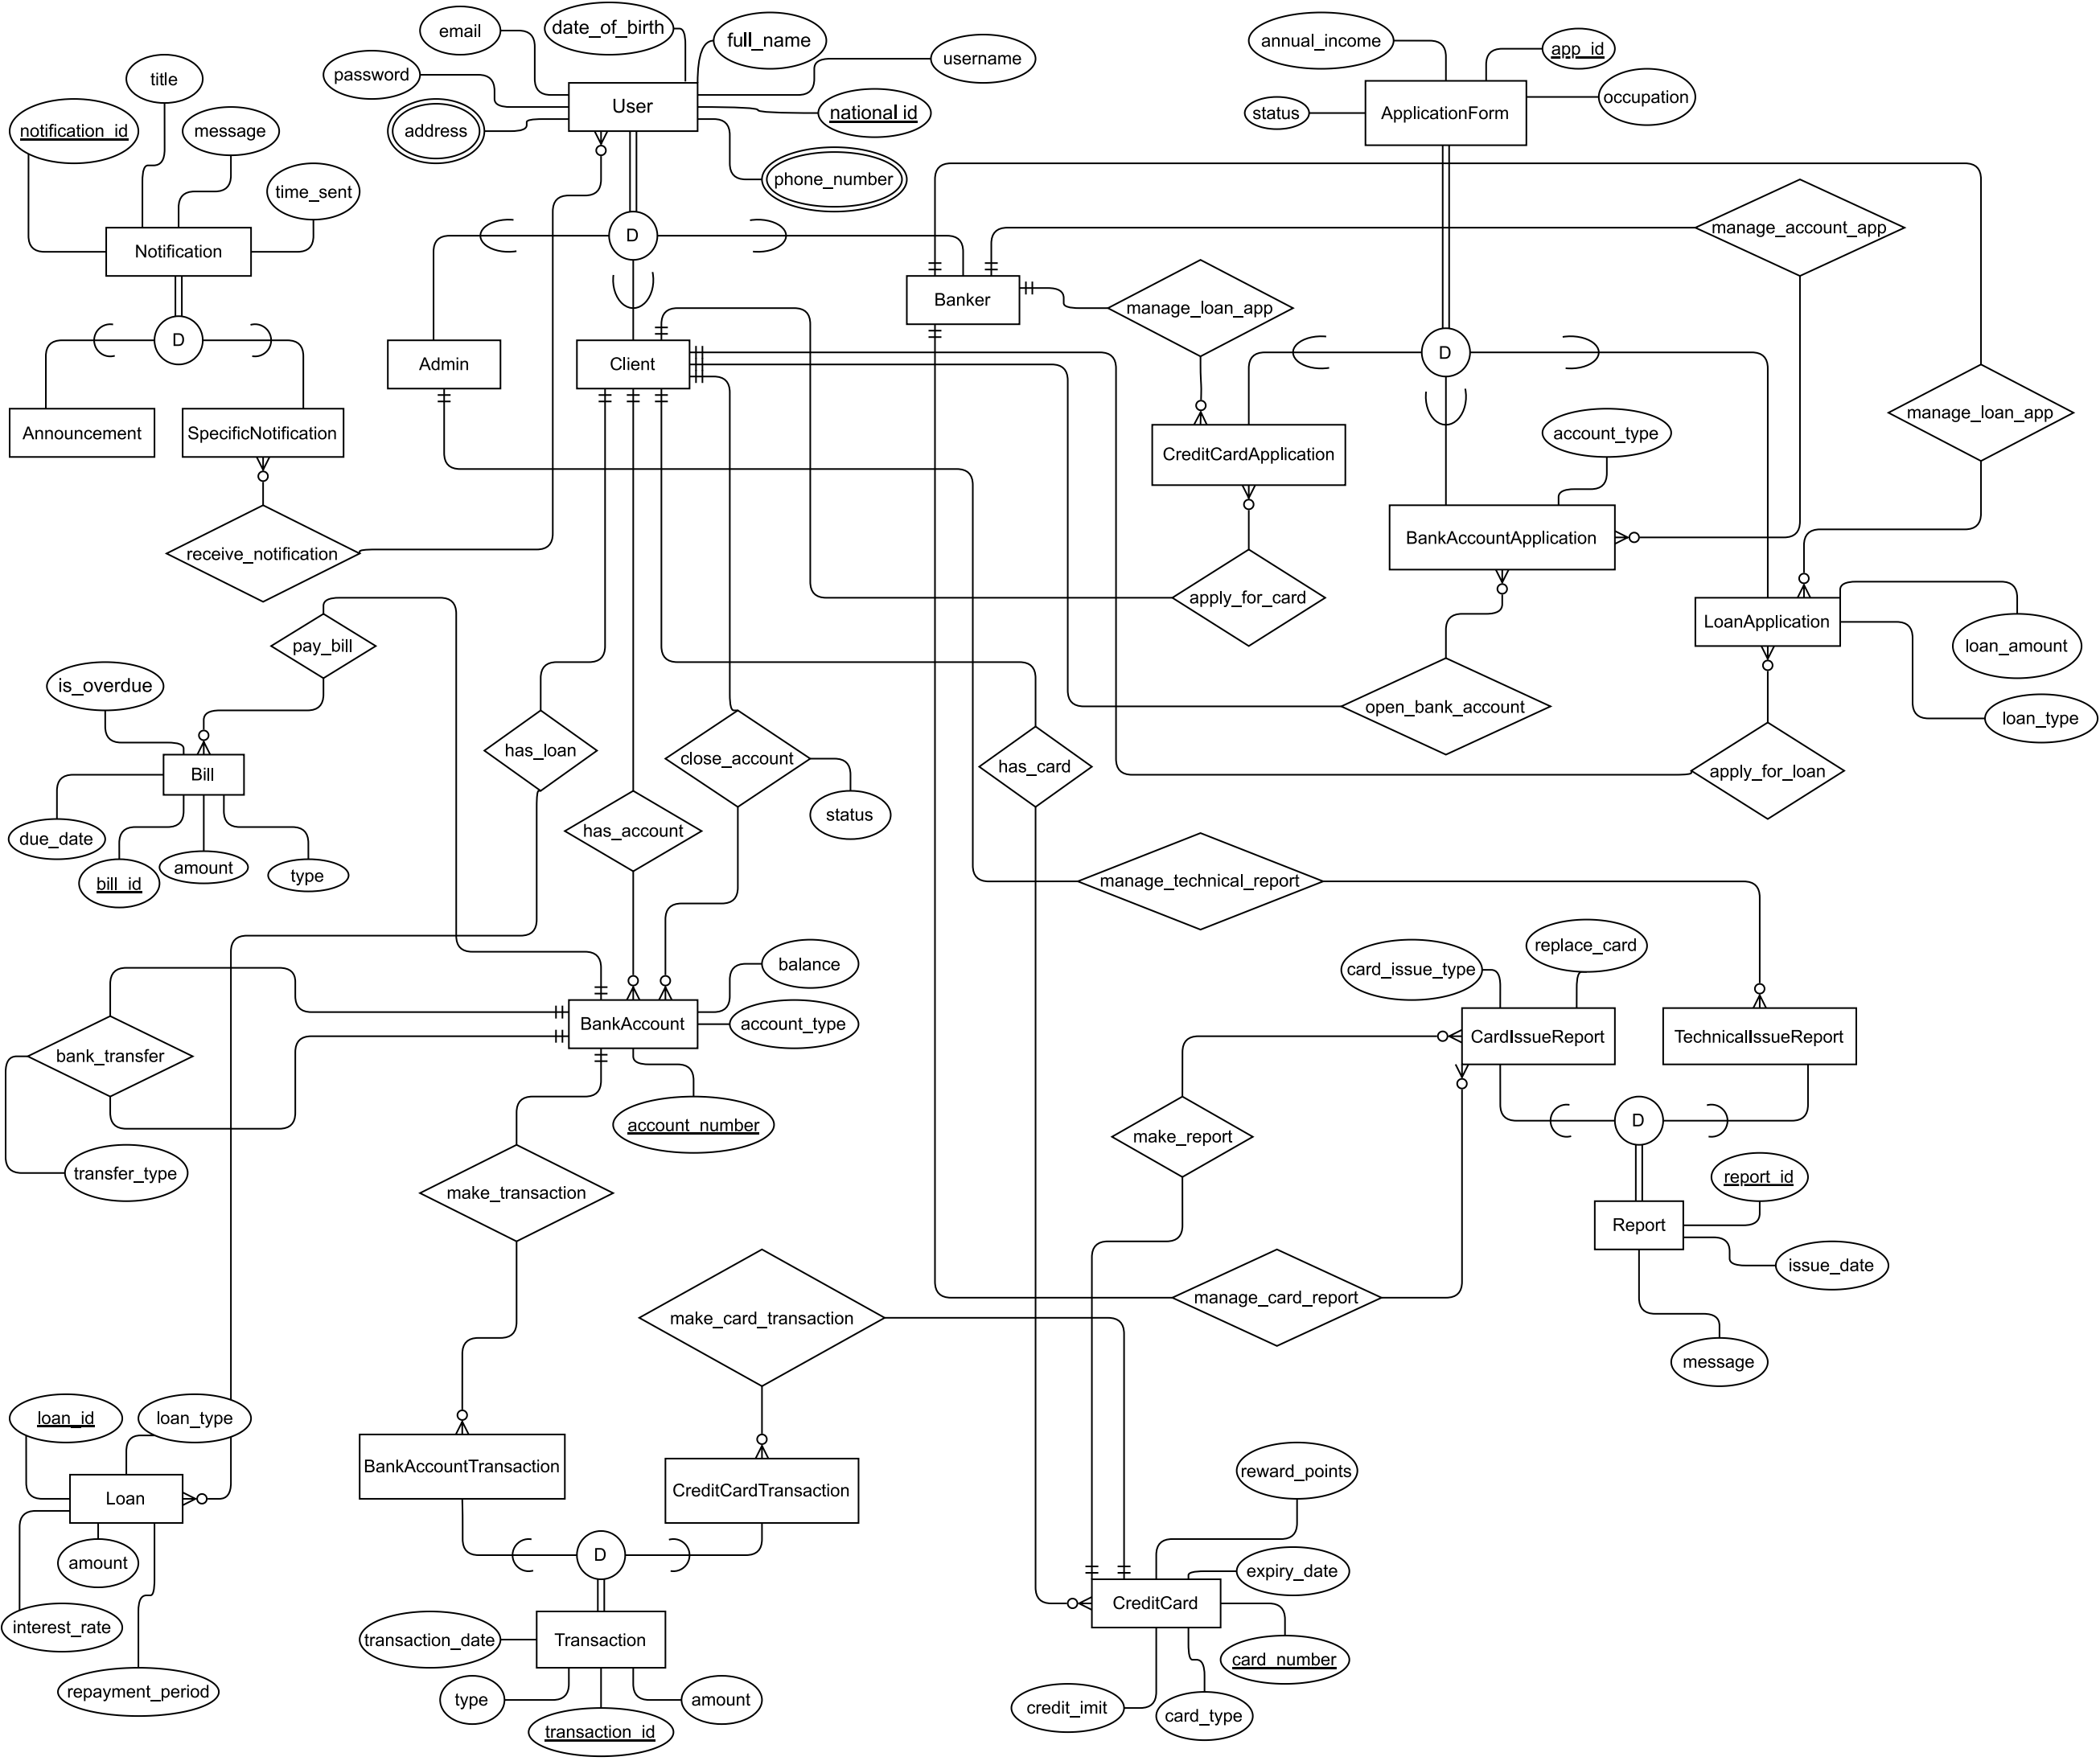 email
date_of_birth
full_name
username
annual_income
app_id
title
password
User
occupation
notification_id
message
address
national id
status
ApplicationForm
time_sent
phone_number
Notification
D
manage_account_app
Banker
manage_loan_app
D
Admin
Client
D
manage_loan_app
Announcement
SpecificNotification
CreditCardApplication
account_type
receive_notification
BankAccountApplication
apply_for_card
LoanApplication
pay_bill
loan_amount
is_overdue
open_bank_account
loan_type
has_loan
close_account
has_card
apply_for_loan
Bill
status
due_date
has_account
bill_id
amount
type
manage_technical_report
balance
card_issue_type
replace_card
bank_transfer
BankAccount
account_type
CardIssueReport
TechnicalIssueReport
account_number
make_report
D
transfer_type
make_transaction
report_id
Report
issue_date
make_card_transaction
manage_card_report
message
loan_id
loan_type
BankAccountTransaction
CreditCardTransaction
reward_points
Loan
amount
D
expiry_date
interest_rate
transaction_date
Transaction
CreditCard
card_number
repayment_period
type
amount
credit_imit
card_type
transaction_id